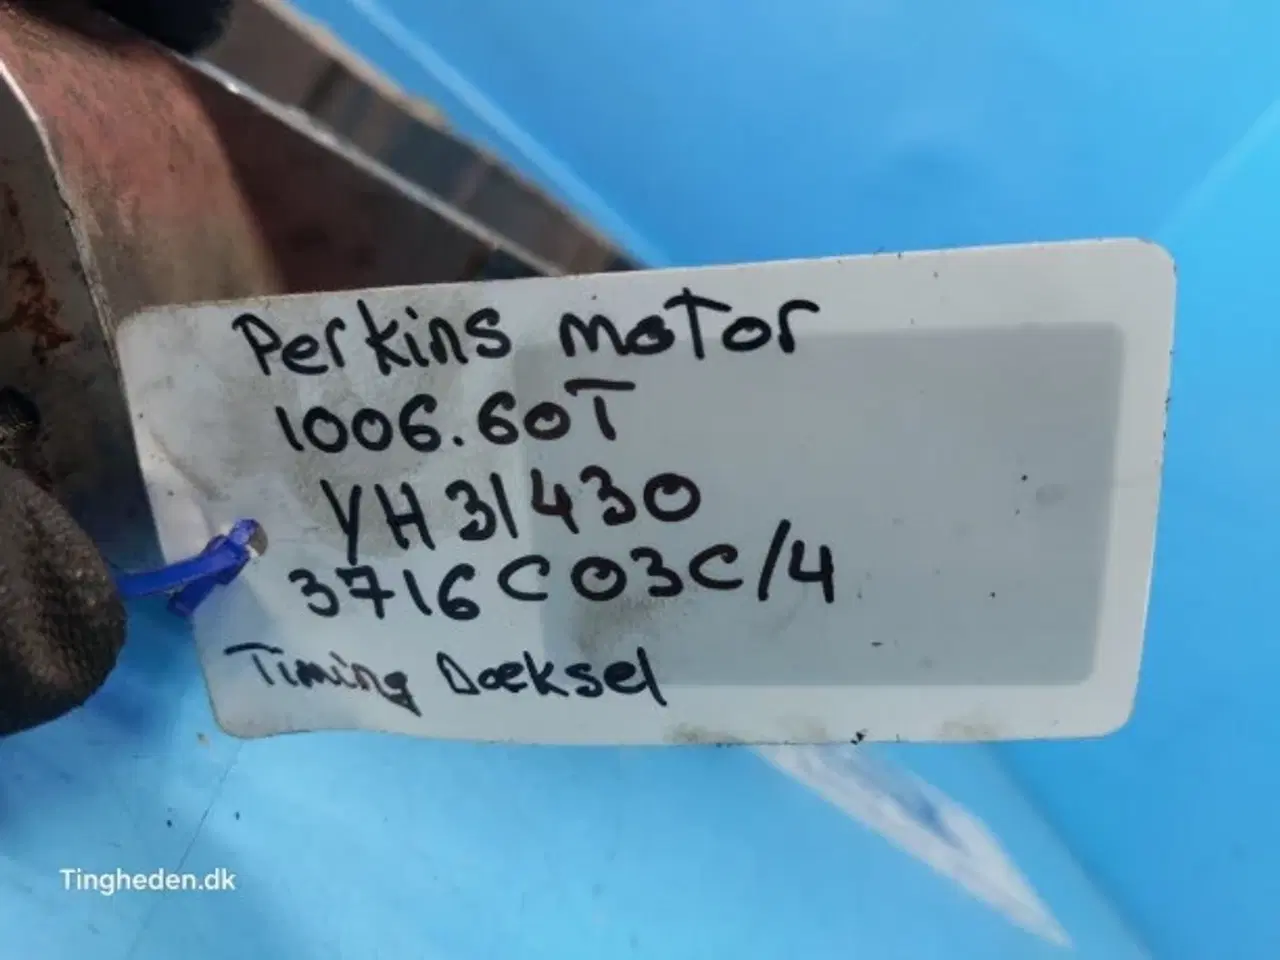 Perkins motor
1006.60T
YH31430
3716C03C/4
Timing Dæksel
Tingheden.dk